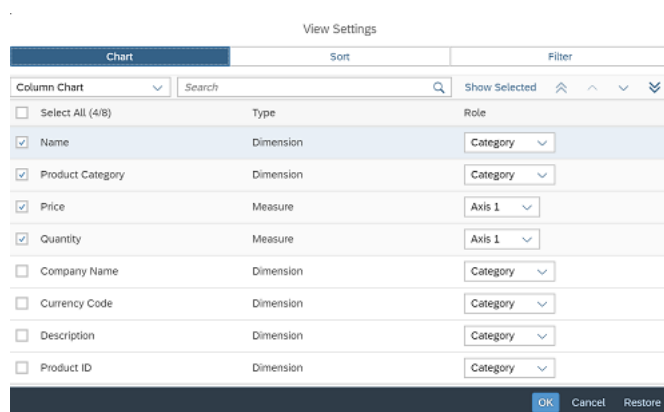 View Settings
Chart Sort Filter
Column Chart Search Show Selected
Select All (4/8) Type Role
Name Dimension Category
Product Category Dimension Category
Price Measure Axis 1
Quantity Measure Axis 1
Company Name Dimension Category
Currency Code Dimension Category
Description Dimension Category
Product ID Dimension Category
OK Cancel Restore